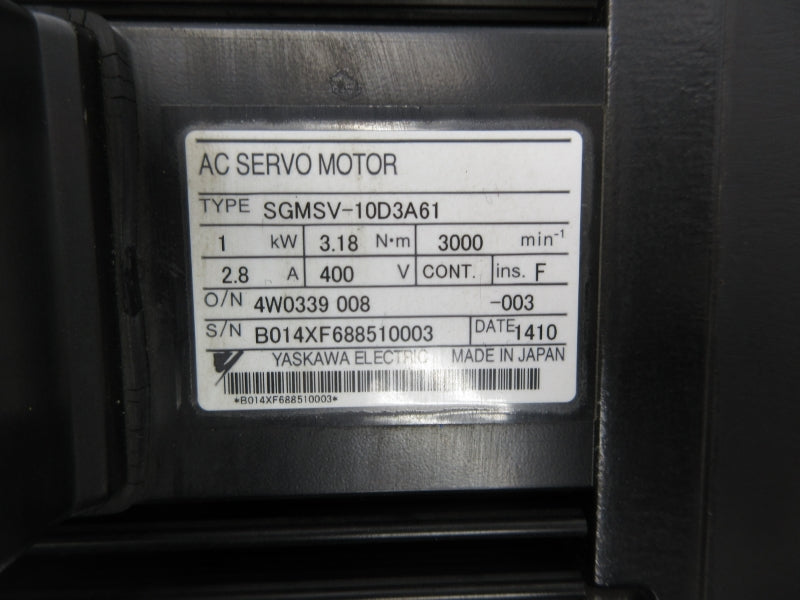 AC SERVO MOTOR
TYPE SGMSV-10D3A61
1 kW 3.18 N·m 3000 min-1
2.8 A 400 V CONT. ins. F
O/N 4W0339 008 -003
S/N B014XF688510003 DATE 1410
YASKAWA ELECTRIC MADE IN JAPAN
*B014XF688510003*